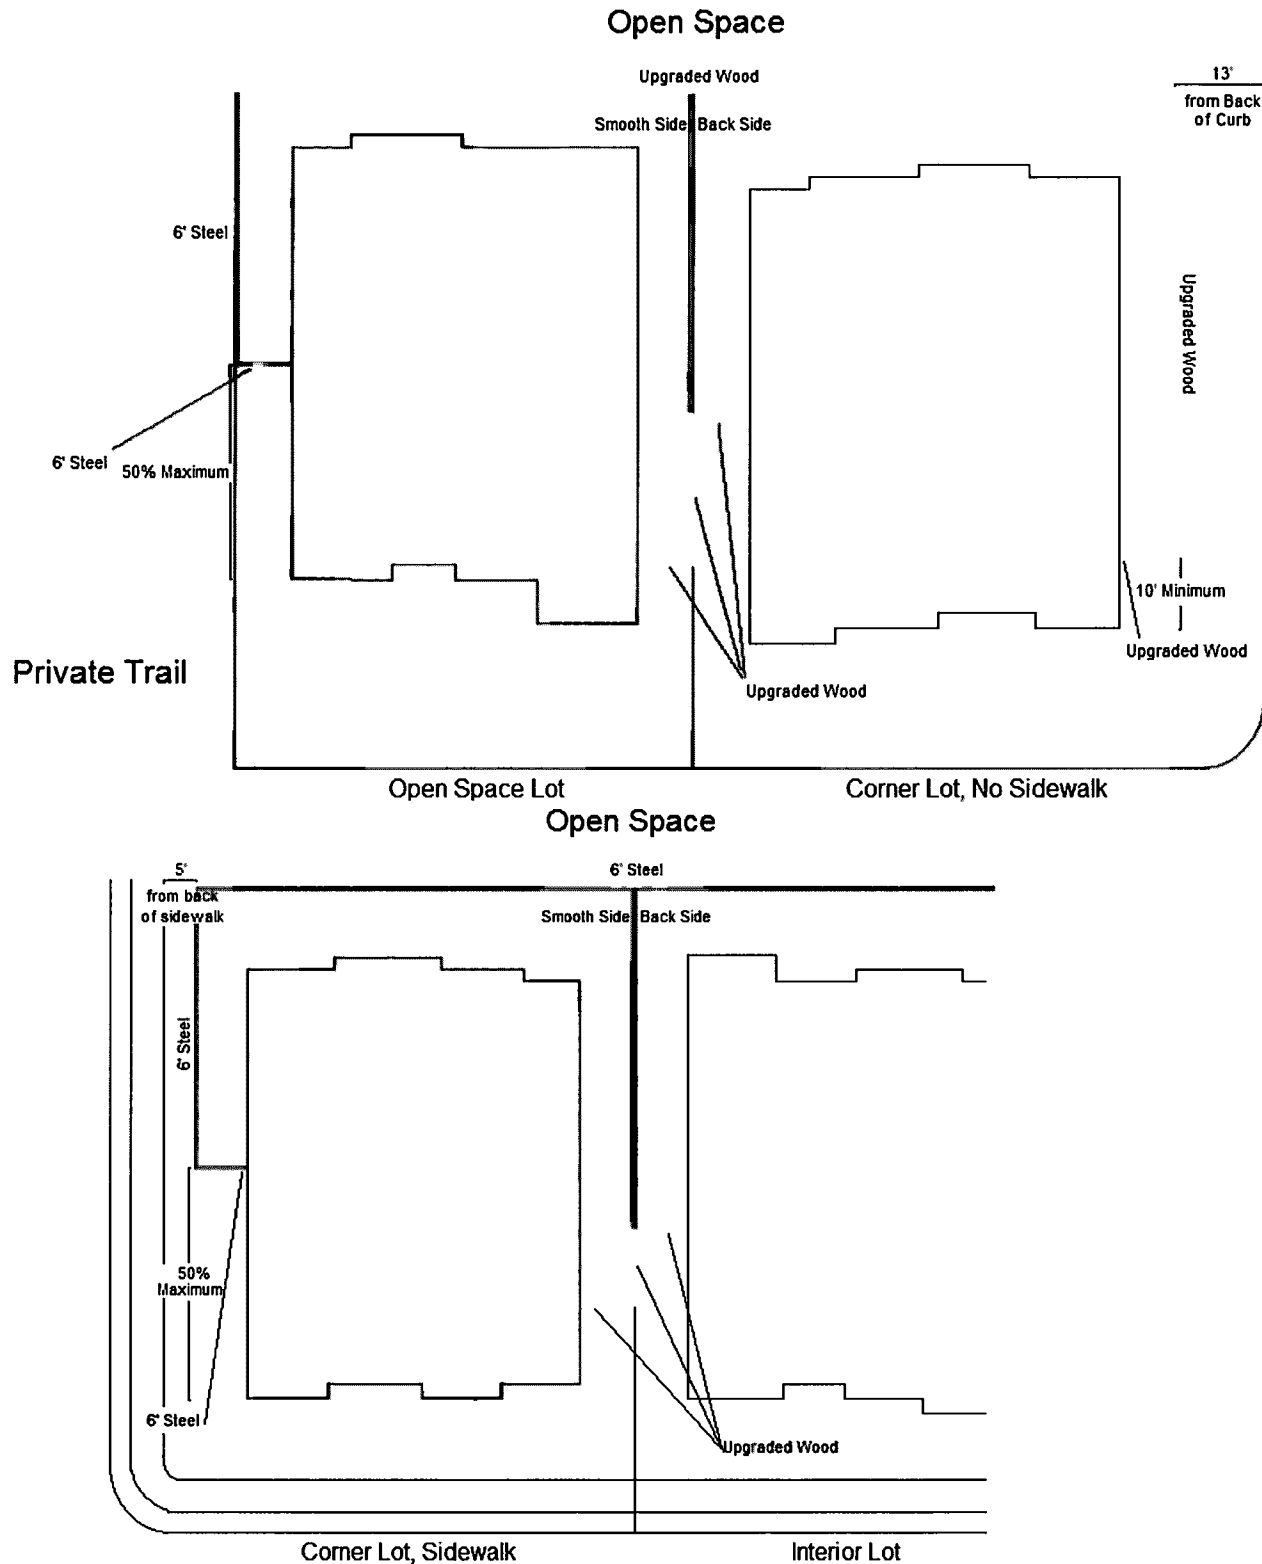 Open Space
Upgraded Wood
13'
from Back
of Curb
Smooth Side Back Side
6' Steel
Upgraded Wood
6' Steel
50% Maximum
10' Minimum
Upgraded Wood
Private Trail
Upgraded Wood
Open Space Lot
Corner Lot, No Sidewalk
Open Space
5'
from back
of sidewalk
6' Steel
Smooth Side Back Side
6' Steel
50%
Maximum
6' Steel
Upgraded Wood
Corner Lot, Sidewalk
Interior Lot